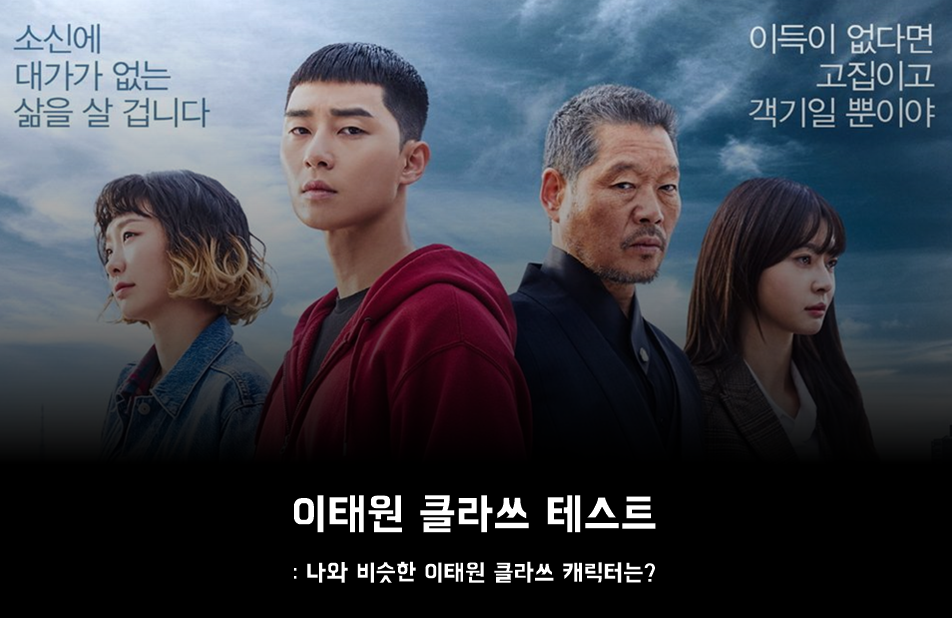 소신에
대가가 없는
삶을 살 겁니다
이득이 없다면
고집이고
객기일 뿐이야
이태원 클라쓰 테스트
: 나와 비슷한 이태원 클라쓰 캐릭터는?